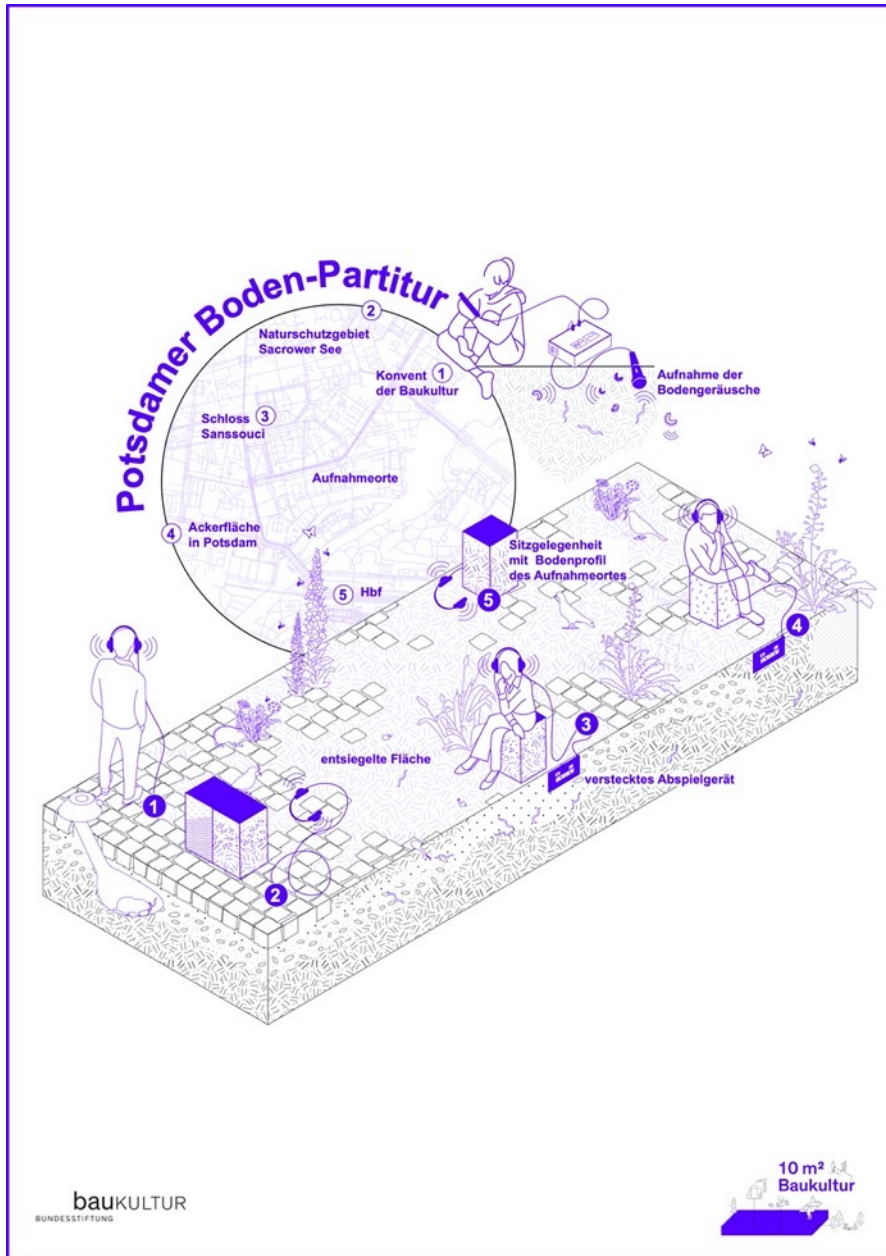 Potsdamer Boden-Partitur
2
Naturschutzgebiet
Sacrower See
Konvent 1
der Baukultur
Aufnahme der
Bodengeräusche
Schloss 3
Sanssouci
Aufnahmeorte
4 Ackerfläche
in Potsdam
Sitzgelegenheit
mit Bodenprofil
des Aufnahmeortes
5 Hbf
5
4
3
entsiegelte Fläche
verstecktes Abspielgerät
1
2
bauKULTUR
BUNDESSTIFTUNG
10 m²
Baukultur